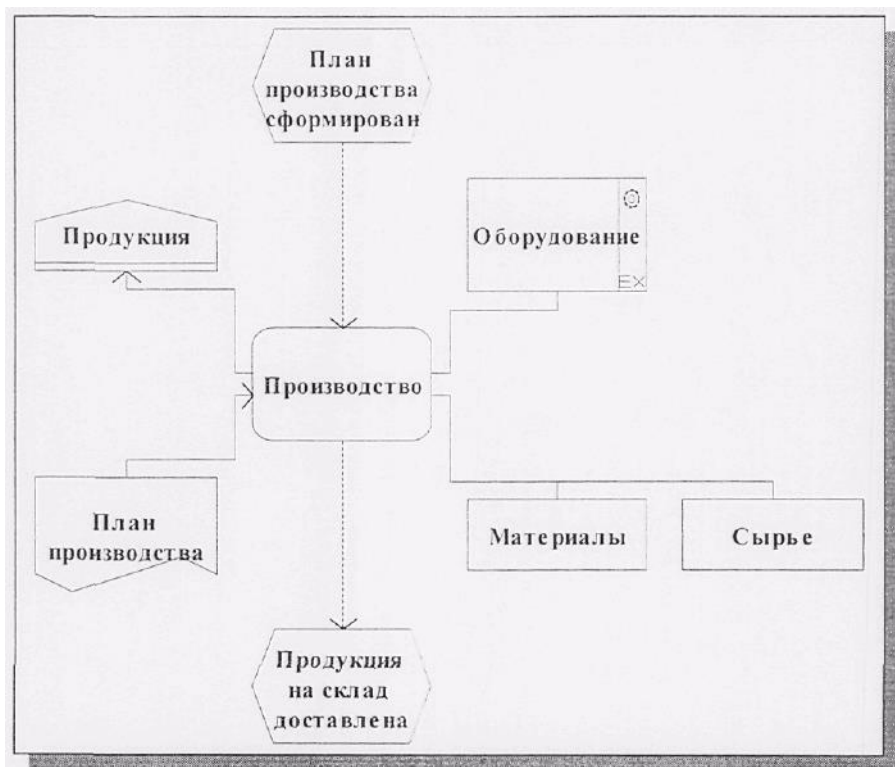 План
производства
сформирован
Продукция
Оборудование
EX
Производство
План
производства
Материалы
Сырье
Продукция
на склад
доставлена